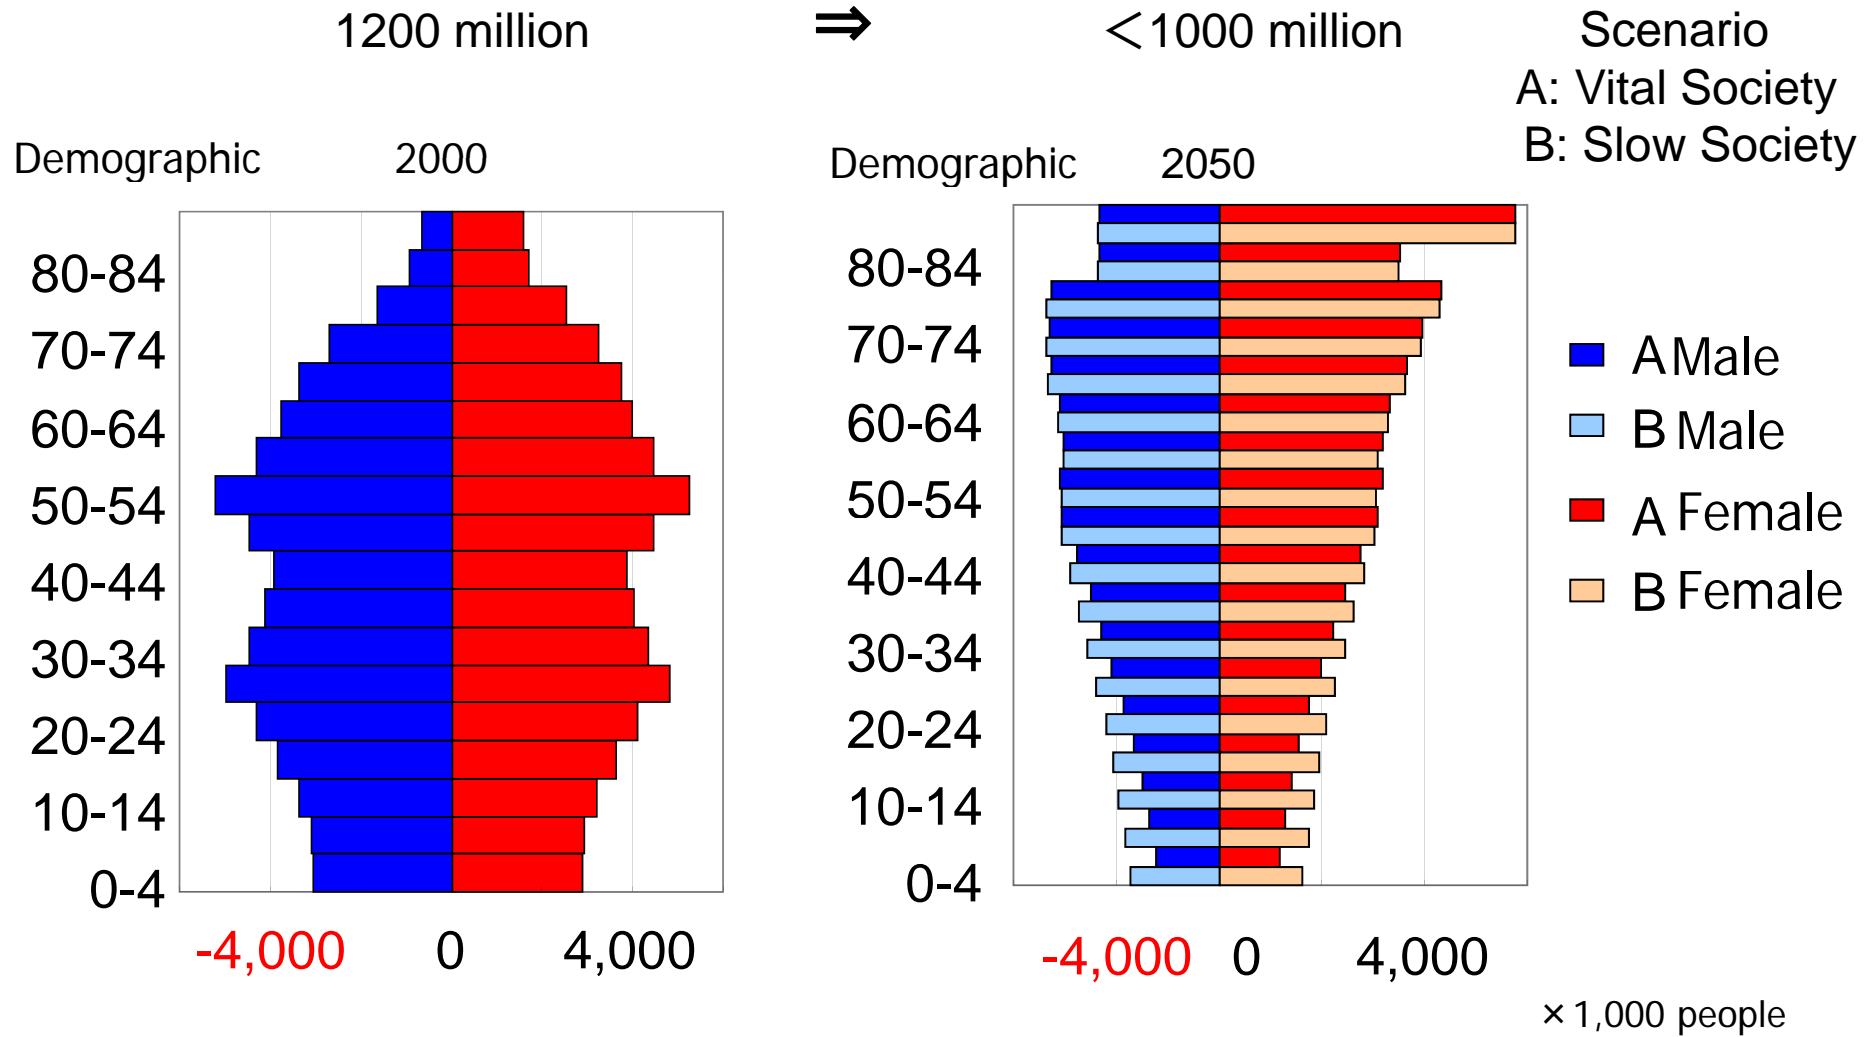 1200 million
⇒
＜1000 million
Scenario
A: Vital Society
B: Slow Society
Demographic
2000
80-84
70-74
60-64
50-54
40-44
30-34
20-24
10-14
0-4
-4,000
0
4,000
Demographic
2050
80-84
70-74
60-64
50-54
40-44
30-34
20-24
10-14
0-4
-4,000
0
4,000
A Male
B Male
A Female
B Female
×1,000 people